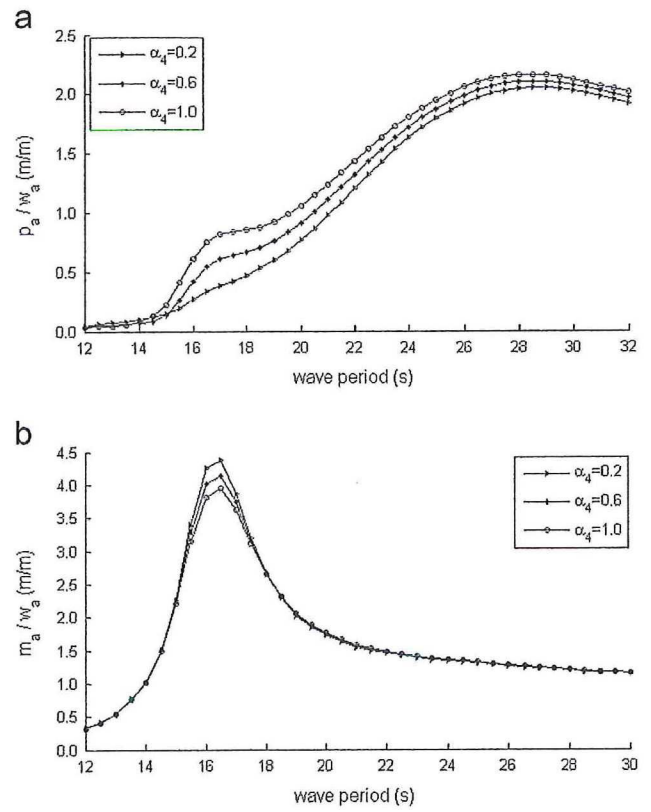 a
2.5
2.0
1.5
1.0
0.5
0.0
α₄=0.2
α₄=0.6
α₄=1.0
pₐ / wₐ (m/m)
12 14 16 18 20 22 24 26 28 30 32
wave period (s)
b
4.5
4.0
3.5
3.0
2.5
2.0
1.5
1.0
0.5
0.0
α₄=0.2
α₄=0.6
α₄=1.0
mₐ / wₐ (m/m)
12 14 16 18 20 22 24 26 28 30
wave period (s)